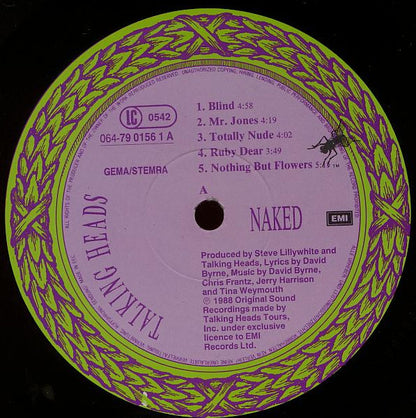 LC 0542
064-79 0156 1 A
GEMA/STEMRA
1. Blind 4:58
2. Mr. Jones 4:19
3. Totally Nude 4:02
4. Ruby Dear 3:49
5. Nothing But Flowers
A
TALKING HEADS
NAKED
EMI
Produced by Steve Lillywhite and
Talking Heads, Lyrics by David
Byrne, Music by David Byrne,
Chris Frantz, Jerry Harrison and
Tina Weymouth
℗ 1988 Original Sound
Recordings made by
Talking Heads Tours,
Inc. under exclusive
licence to EMI
Records Ltd.